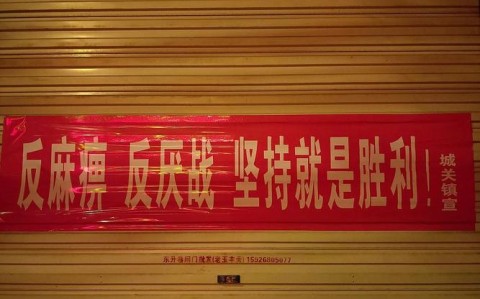 反麻痹 反厌战 坚持就是胜利！
城关镇宣